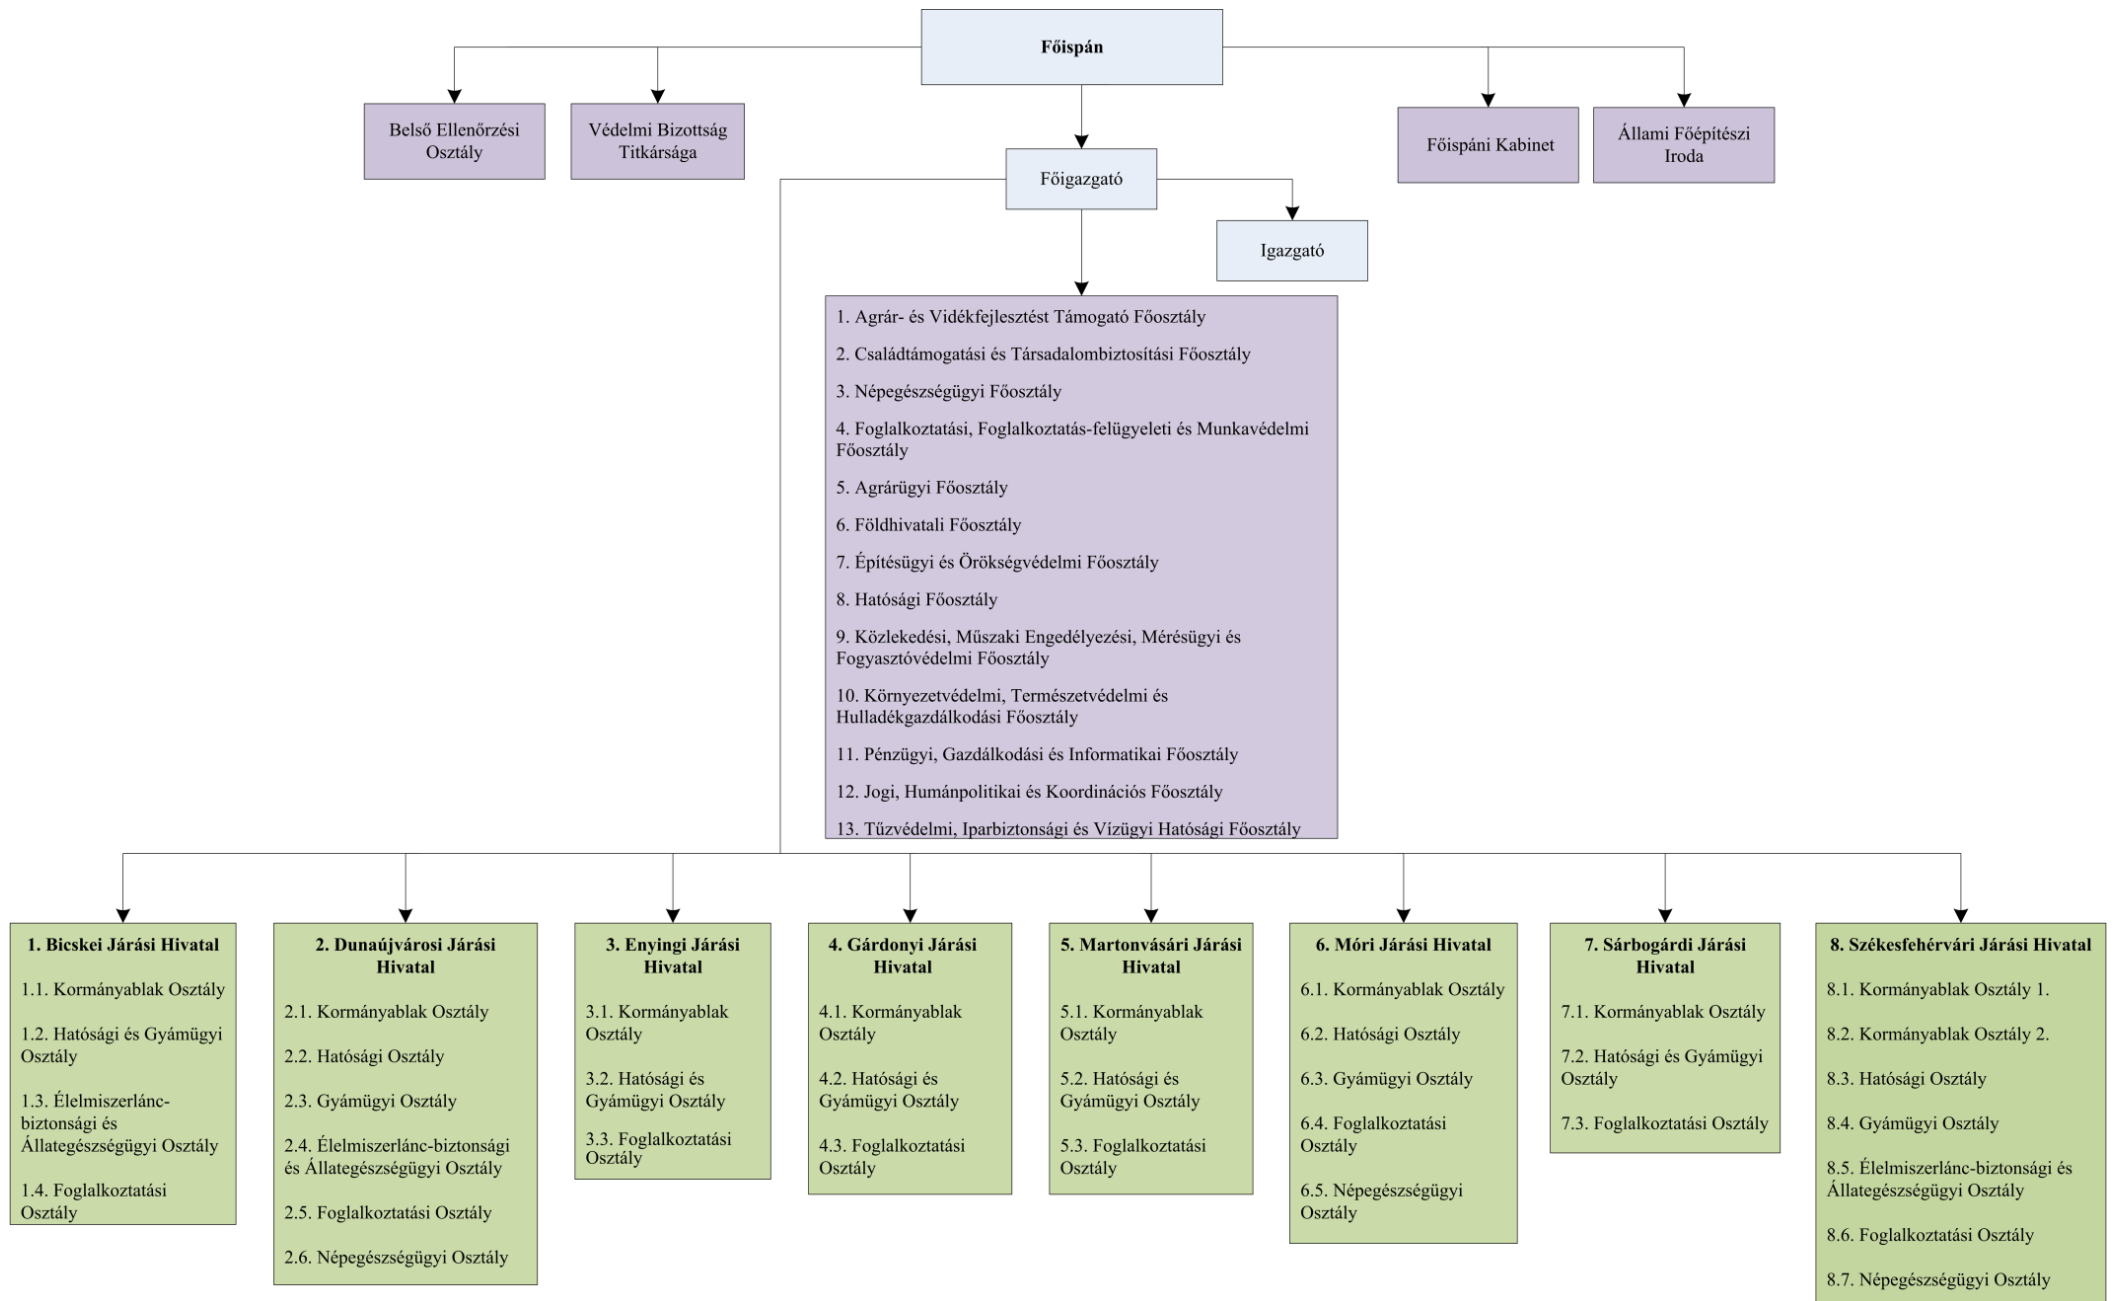 Főispán
Belső Ellenőrzési
Osztály
Védelmi Bizottság
Titkársága
Főispáni Kabinet
Állami Főépítészi
Iroda
Főigazgató
Igazgató
1. Agrár- és Vidékfejlesztést Támogató Főosztály
2. Családtámogatási és Társadalombiztosítási Főosztály
3. Népegészségügyi Főosztály
4. Foglalkoztatási, Foglalkoztatás-felügyeleti és Munkavédelmi
Főosztály
5. Agrárügyi Főosztály
6. Földhivatali Főosztály
7. Építésügyi és Örökségvédelmi Főosztály
8. Hatósági Főosztály
9. Közlekedési, Műszaki Engedélyezési, Mérésügyi és
Fogyasztóvédelmi Főosztály
10. Környezetvédelmi, Természetvédelmi és
Hulladékgazdálkodási Főosztály
11. Pénzügyi, Gazdálkodási és Informatikai Főosztály
12. Jogi, Humánpolitikai és Koordinációs Főosztály
13. Tűzvédelmi, Iparbiztonsági és Vízügyi Hatósági Főosztály
1. Bicskei Járási Hivatal
1.1. Kormányablak Osztály
1.2. Hatósági és Gyámügyi
Osztály
1.3. Élelmiszerlánc-
biztonsági és
Állategészségügyi Osztály
1.4. Foglalkoztatási
Osztály
2. Dunaújvárosi Járási
Hivatal
2.1. Kormányablak Osztály
2.2. Hatósági Osztály
2.3. Gyámügyi Osztály
2.4. Élelmiszerlánc-biztonsági
és Állategészségügyi Osztály
2.5. Foglalkoztatási Osztály
2.6. Népegészségügyi Osztály
3. Enyingi Járási
Hivatal
3.1. Kormányablak
Osztály
3.2. Hatósági és
Gyámügyi Osztály
3.3. Foglalkoztatási
Osztály
4. Gárdonyi Járási
Hivatal
4.1. Kormányablak
Osztály
4.2. Hatósági és
Gyámügyi Osztály
4.3. Foglalkoztatási
Osztály
5. Martonvásári Járási
Hivatal
5.1. Kormányablak
Osztály
5.2. Hatósági és
Gyámügyi Osztály
5.3. Foglalkoztatási
Osztály
6. Móri Járási Hivatal
6.1. Kormányablak Osztály
6.2. Hatósági Osztály
6.3. Gyámügyi Osztály
6.4. Foglalkoztatási
Osztály
6.5. Népegészségügyi
Osztály
7. Sárbogárdi Járási
Hivatal
7.1. Kormányablak Osztály
7.2. Hatósági és Gyámügyi
Osztály
7.3. Foglalkoztatási Osztály
8. Székesfehérvári Járási Hivatal
8.1. Kormányablak Osztály 1.
8.2. Kormányablak Osztály 2.
8.3. Hatósági Osztály
8.4. Gyámügyi Osztály
8.5. Élelmiszerlánc-biztonsági és
Állategészségügyi Osztály
8.6. Foglalkoztatási Osztály
8.7. Népegészségügyi Osztály